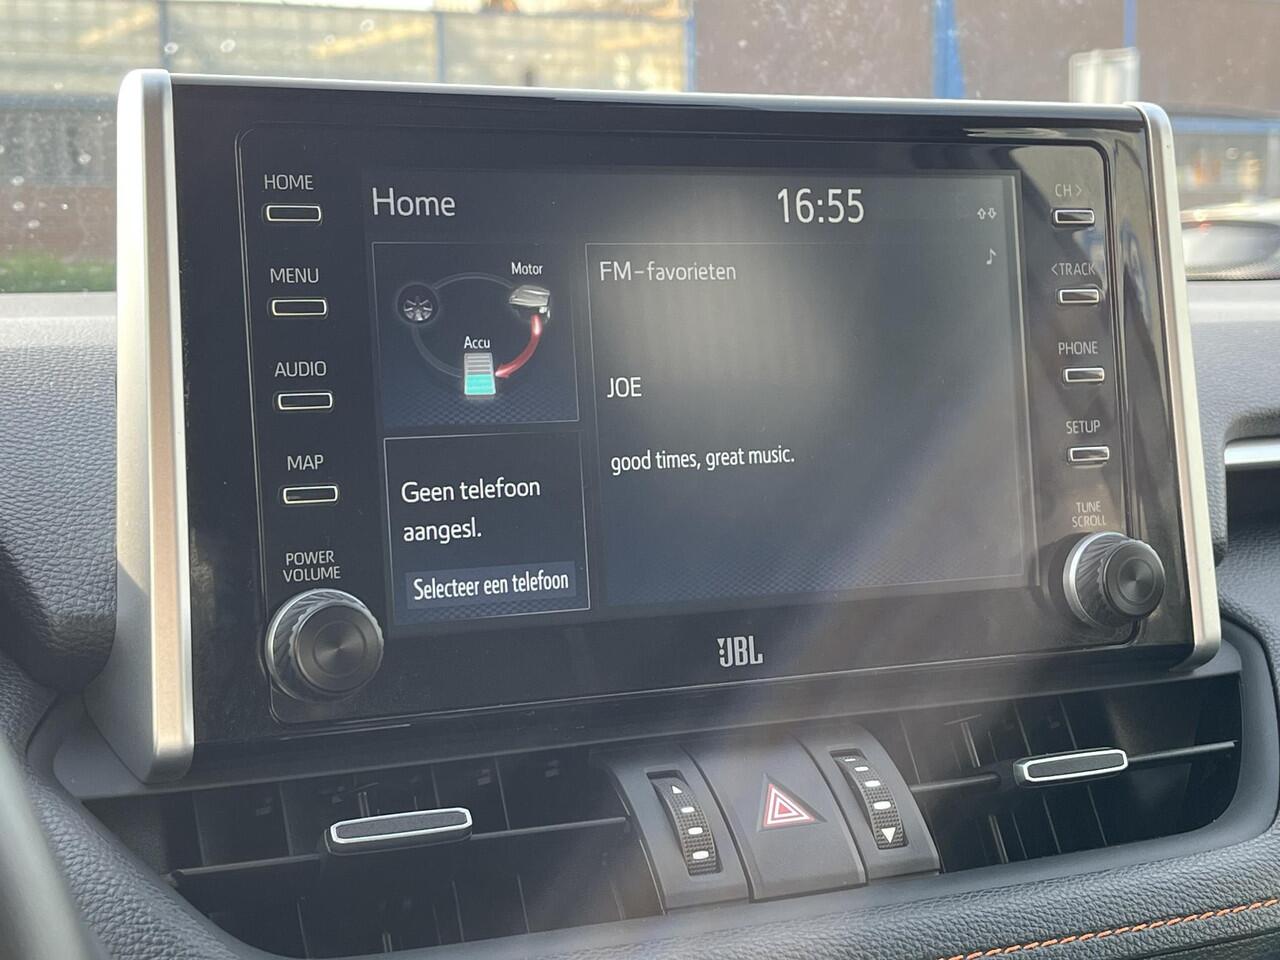 HOME
MENU
AUDIO
MAP
POWER
VOLUME
Home
16:55
Motor
Accu
FM-favorieten
JOE
good times, great music.
Geen telefoon
aangesl.
Selecteer een telefoon
CH >
< TRACK
PHONE
SETUP
TUNE
SCROLL
JBL